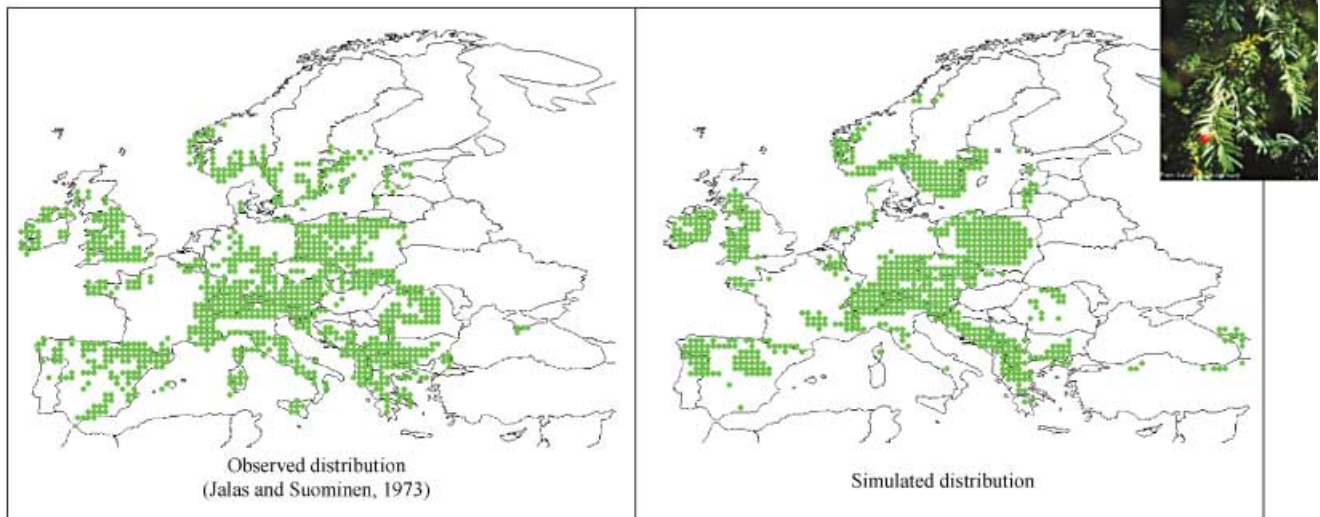 Observed distribution
(Jalas and Suominen, 1973)
Simulated distribution